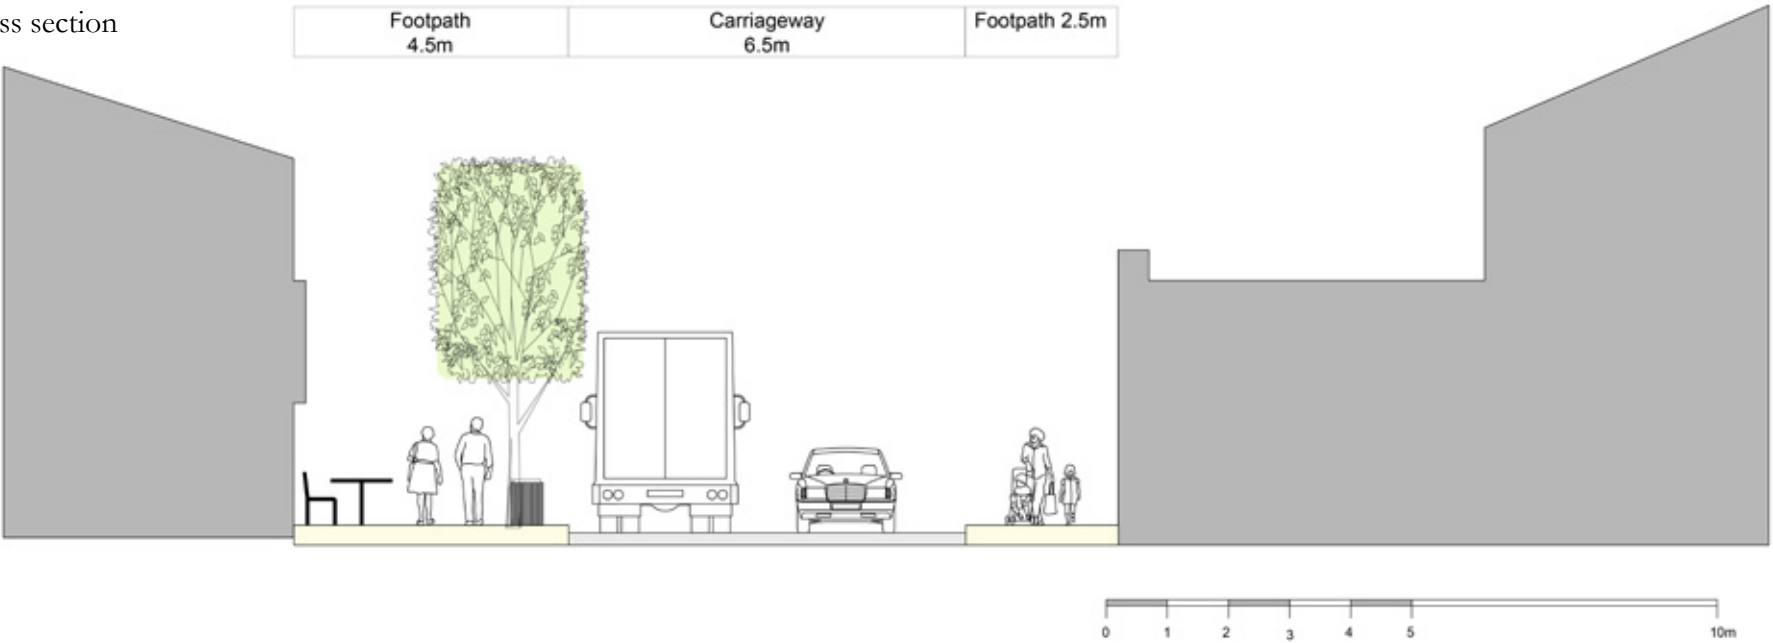 ss section
Footpath
4.5m
Carriageway
6.5m
Footpath 2.5m
0 1 2 3 4 5 10m